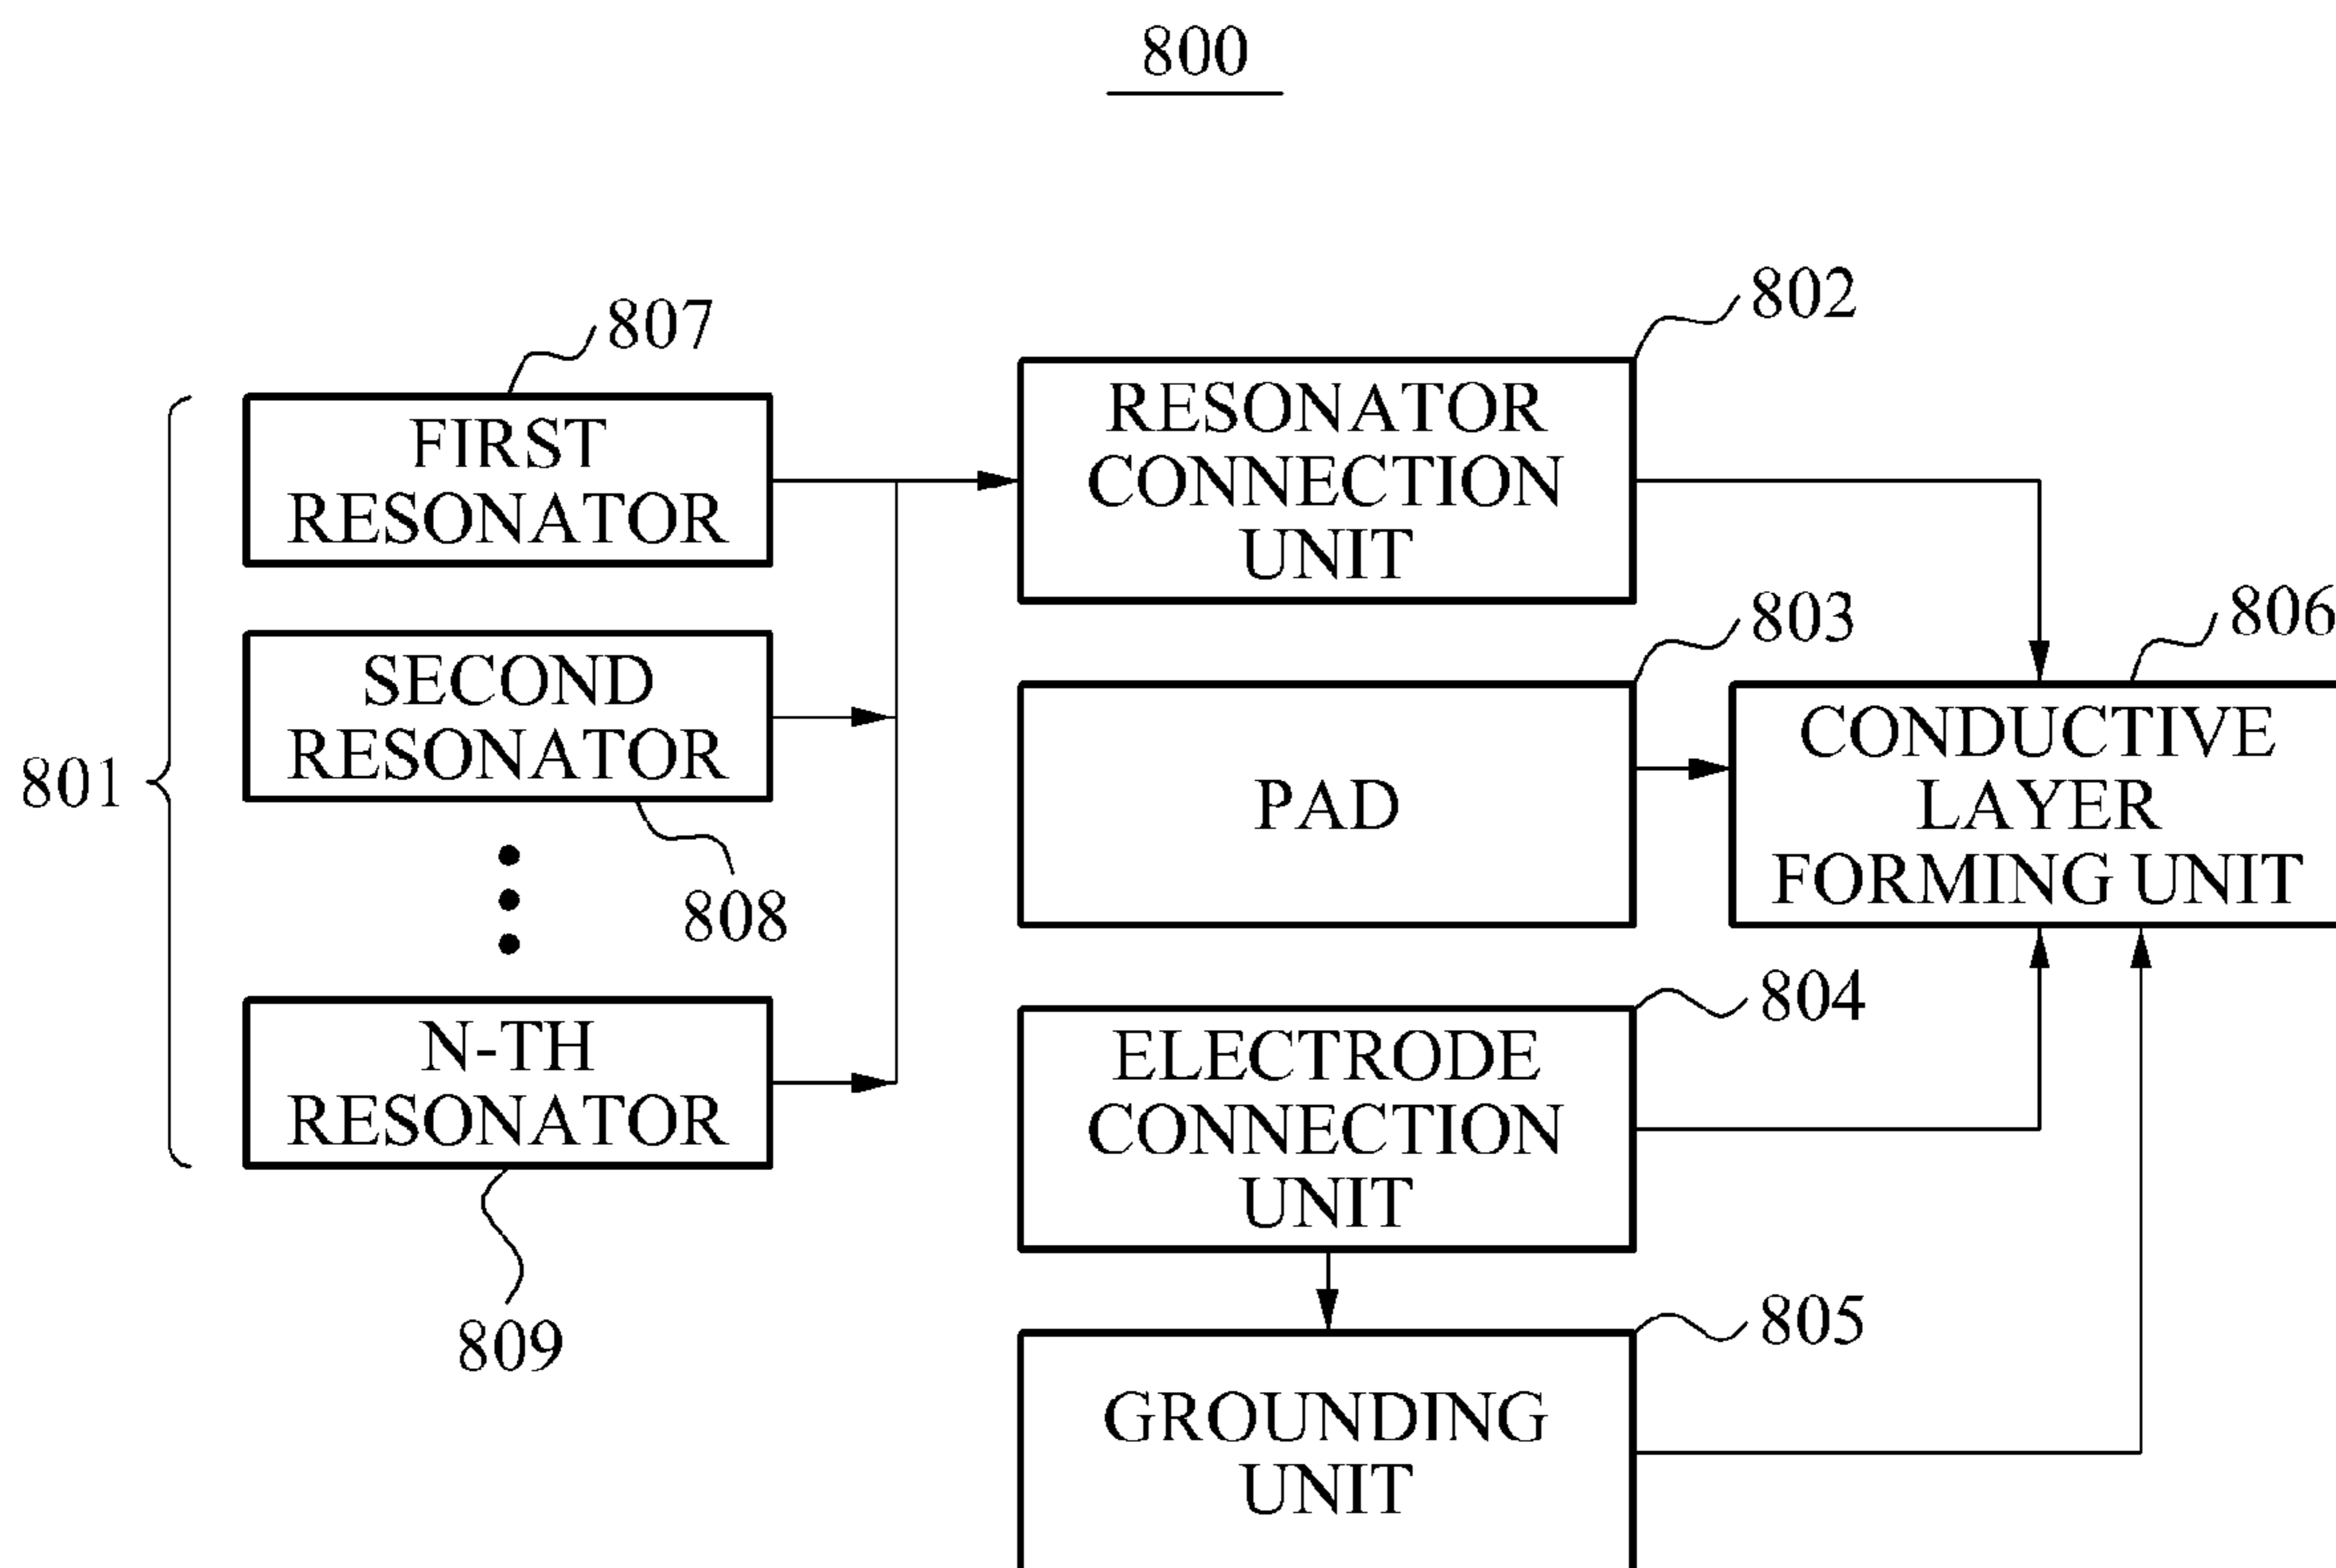 800
807
FIRST
RESONATOR
802
RESONATOR
CONNECTION
UNIT
801
SECOND
RESONATOR
808
803
PAD
806
CONDUCTIVE
LAYER
FORMING UNIT
N-TH
RESONATOR
809
804
ELECTRODE
CONNECTION
UNIT
805
GROUNDING
UNIT